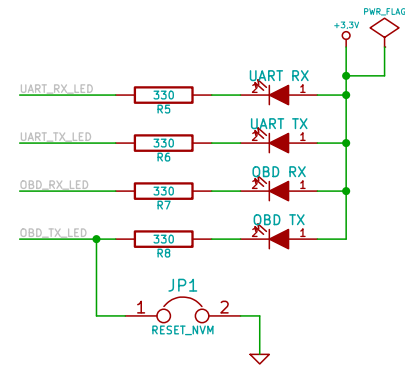 PWR_FLAG
+3.3V
UART RX
UART_RX_LED
330
2
1
R5
UART TX
UART_TX_LED
330
2
1
R6
OBD RX
OBD_RX_LED
330
2
1
R7
OBD TX
OBD_TX_LED
330
2
1
R8
JP1
1
2
RESET_NVM